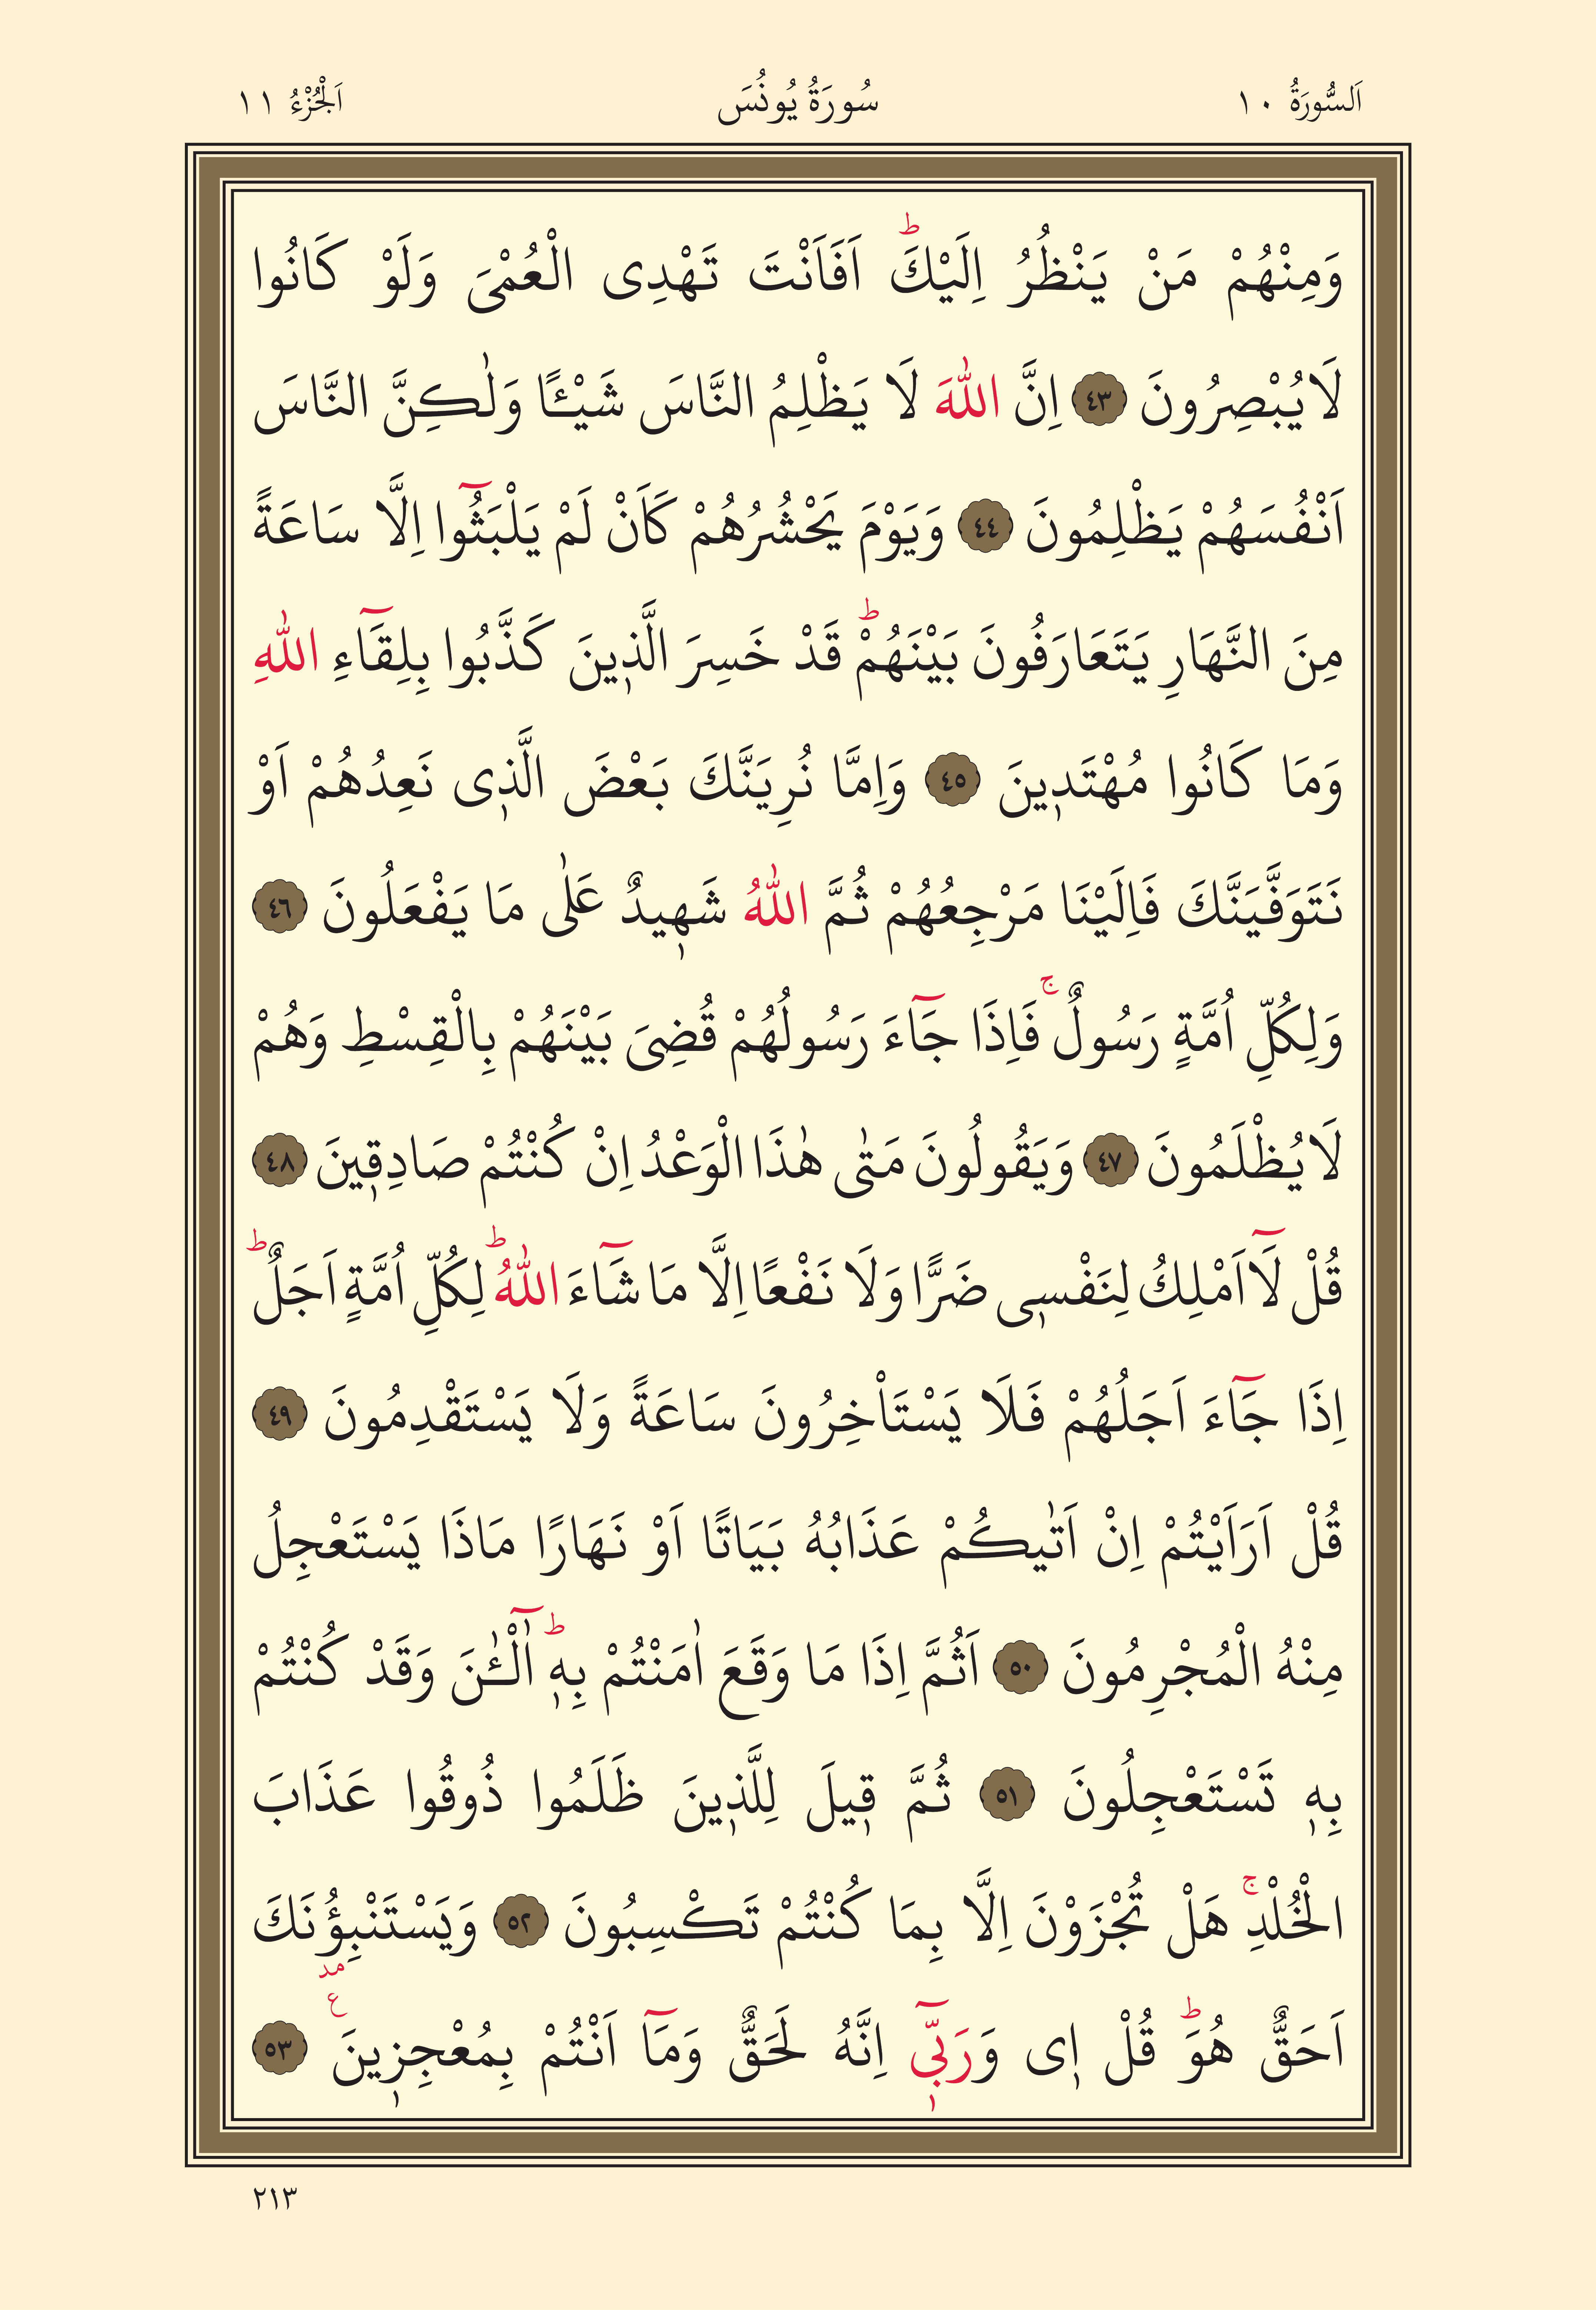 اَلسُّورَةُ ١٠ سُورَةُ يُونُسَ اَلْجُزْءُ ١١
وَمِنْهُمْ مَنْ يَنْظُرُ اِلَيْكَۜ اَفَاَنْتَ تَهْدِى الْعُمْىَ وَلَوْ كَانُوا
لَا يُبْصِرُونَ ﴿٤٣﴾ اِنَّ اللّٰهَ لَا يَظْلِمُ النَّاسَ شَيْـًٔا وَلٰكِنَّ النَّاسَ
اَنْفُسَهُمْ يَظْلِمُونَ ﴿٤٤﴾ وَيَوْمَ يَحْشُرُهُمْ كَاَنْ لَمْ يَلْبَثُٓوا اِلَّا سَاعَةً
مِنَ النَّهَارِ يَتَعَارَفُونَ بَيْنَهُمْۜ قَدْ خَسِرَ الَّذ۪ينَ كَذَّبُوا بِلِقَٓاءِ اللّٰهِ
وَمَا كَانُوا مُهْتَد۪ينَ ﴿٤٥﴾ وَاِمَّا نُرِيَنَّكَ بَعْضَ الَّذ۪ى نَعِدُهُمْ اَوْ
نَتَوَفَّيَنَّكَ فَاِلَيْنَا مَرْجِعُهُمْ ثُمَّ اللّٰهُ شَه۪يدٌ عَلٰى مَا يَفْعَلُونَ ﴿٤٦﴾
وَلِكُلِّ اُمَّةٍ رَسُولٌۚ فَاِذَا جَٓاءَ رَسُولُهُمْ قُضِىَ بَيْنَهُمْ بِالْقِسْطِ وَهُمْ
لَا يُظْلَمُونَ ﴿٤٧﴾ وَيَقُولُونَ مَتٰى هٰذَا الْوَعْدُ اِنْ كُنْتُمْ صَادِق۪ينَ ﴿٤٨﴾
قُلْ لَٓا اَمْلِكُ لِنَفْس۪ى ضَرًّا وَلَا نَفْعًا اِلَّا مَا شَٓاءَ اللّٰهُۜ لِكُلِّ اُمَّةٍ اَجَلٌۜ
اِذَا جَٓاءَ اَجَلُهُمْ فَلَا يَسْتَاْخِرُونَ سَاعَةً وَلَا يَسْتَقْدِمُونَ ﴿٤٩﴾
قُلْ اَرَاَيْتُمْ اِنْ اَتٰيكُمْ عَذَابُهُ بَيَاتًا اَوْ نَهَارًا مَاذَا يَسْتَعْجِلُ
مِنْهُ الْمُجْرِمُونَ ﴿٥٠﴾ اَثُمَّ اِذَا مَا وَقَعَ اٰمَنْتُمْ بِه۪ۜ آٰلْـٰٔنَ وَقَدْ كُنْتُمْ
بِه۪ تَسْتَعْجِلُونَ ﴿٥١﴾ ثُمَّ ق۪يلَ لِلَّذ۪ينَ ظَلَمُوا ذُوقُوا عَذَابَ
الْخُلْدِۚ هَلْ تُجْزَوْنَ اِلَّا بِمَا كُنْتُمْ تَكْسِبُونَ ﴿٥٢﴾ وَيَسْتَنْبِؤُ۫نَكَ
اَحَقٌّ هُوَۜ قُلْ ا۪ى وَرَبّ۪ٓى اِنَّهُ لَحَقٌّ وَمَٓا اَنْتُمْ بِمُعْجِز۪ينَ۟ ﴿٥٣﴾
٢١٣